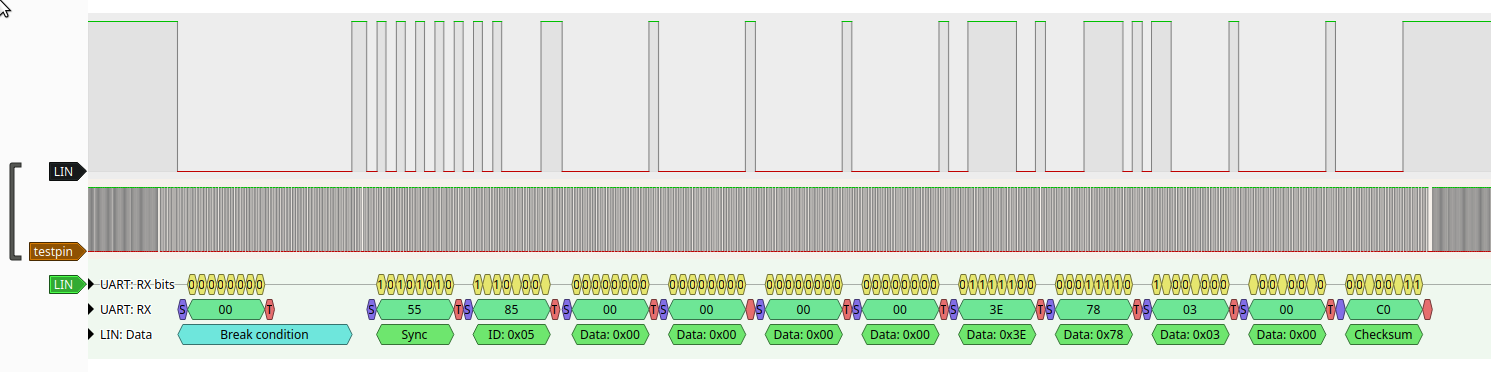 LIN
testpin
LIN UART: RX bits 0 0 0 0 0 0 0 0 1 0 1 0 1 0 1 0 1 1 0 0 0 0 0 0 0 0 0 0 0 0 0 0 0 0 0 0 0 0 0 0 0 0 0 0 0 0 0 0 0 0 0 0 0 0 1 1 1 1 1 0 0 0 0 0 1 1 1 1 0 1 0 0 0 0 0 0 0 0 0 0 0 0 0 0 0 0 0 0 0 1 1
UART: RX S 00 T S 55 T S 85 T S 00 T S 00 S 00 T S 00 T S 3E T S 78 T S 03 T S 00 T C0
LIN: Data Break condition Sync ID: 0x05 Data: 0x00 Data: 0x00 Data: 0x00 Data: 0x00 Data: 0x3E Data: 0x78 Data: 0x03 Data: 0x00 Checksum